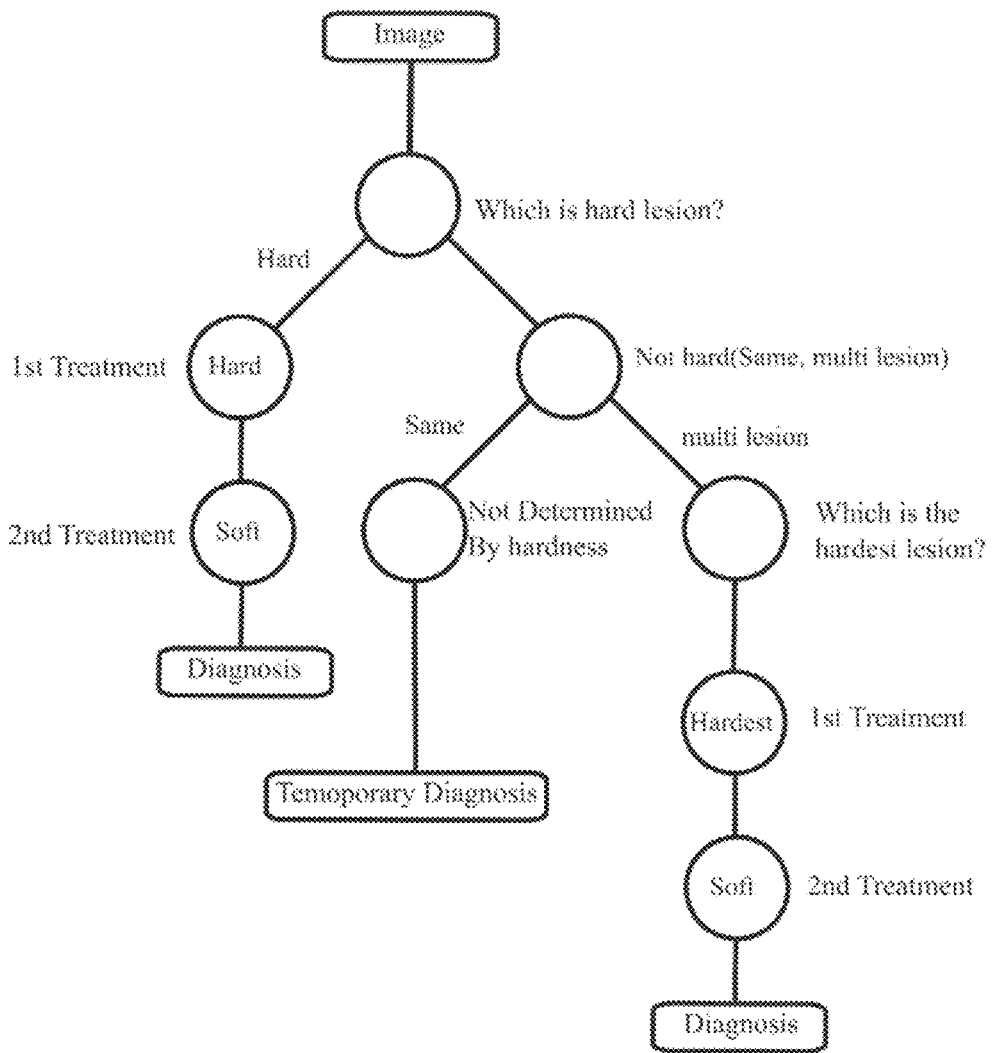 Image
Which is hard lesion?
Hard
1st Treatment
Hard
Not hard(Same, multi lesion)
Same
multi lesion
2nd Treatment
Soft
Not Determined
By hardness
Which is the
hardest lesion?
Diagnosis
Hardest
1st Treatment
Temoporary Diagnosis
Soft
2nd Treatment
Diagnosis